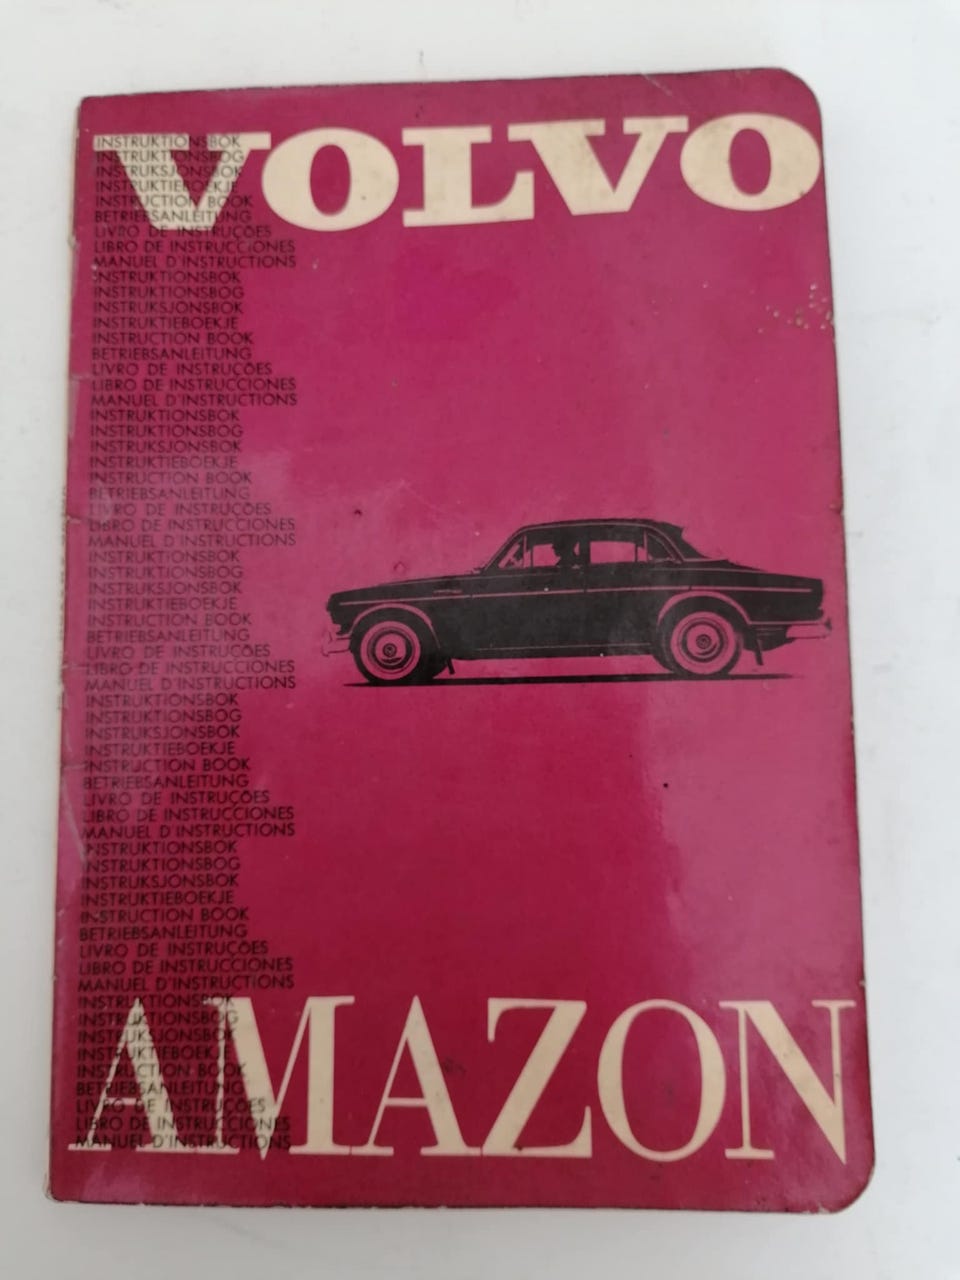 VOLVO
INSTRUKTIONSBOK
INSTRUKTIONSBOG
INSTRUKSJONSBOK
INSTRUKTIEBOEKJE
INSTRUCTION BOOK
BETRIEBSANLEITUNG
LIVRO DE INSTRUÇÕES
LIBRO DE INSTRUCCIONES
MANUEL D'INSTRUCTIONS
INSTRUKTIONSBOK
INSTRUKTIONSBOG
INSTRUKSJONSBOK
INSTRUKTIEBOEKJE
INSTRUCTION BOOK
BETRIEBSANLEITUNG
LIVRO DE INSTRUÇÕES
LIBRO DE INSTRUCCIONES
MANUEL D'INSTRUCTIONS
INSTRUKTIONSBOK
INSTRUKTIONSBOG
INSTRUKSJONSBOK
INSTRUKTIEBOEKJE
INSTRUCTION BOOK
BETRIEBSANLEITUNG
LIVRO DE INSTRUÇÕES
LIBRO DE INSTRUCCIONES
MANUEL D'INSTRUCTIONS
INSTRUKTIONSBOK
INSTRUKTIONSBOG
INSTRUKSJONSBOK
INSTRUKTIEBOEKJE
INSTRUCTION BOOK
BETRIEBSANLEITUNG
LIVRO DE INSTRUÇÕES
LIBRO DE INSTRUCCIONES
MANUEL D'INSTRUCTIONS
INSTRUKTIONSBOK
INSTRUKTIONSBOG
INSTRUKSJONSBOK
INSTRUKTIEBOEKJE
INSTRUCTION BOOK
BETRIEBSANLEITUNG
LIVRO DE INSTRUÇÕES
LIBRO DE INSTRUCCIONES
MANUEL D'INSTRUCTIONS
INSTRUKTIONSBOK
INSTRUKTIONSBOG
INSTRUKSJONSBOK
INSTRUKTIEBOEKJE
INSTRUCTION BOOK
BETRIEBSANLEITUNG
LIVRO DE INSTRUÇÕES
LIBRO DE INSTRUCCIONES
MANUEL D'INSTRUCTIONS
INSTRUKTIONSBOK
INSTRUKTIONSBOG
INSTRUKSJONSBOK
INSTRUKTIEBOEKJE
INSTRUCTION BOOK
BETRIEBSANLEITUNG
LIVRO DE INSTRUÇÕES
LIBRO DE INSTRUCCIONES
MANUEL D'INSTRUCTIONS
AMAZON